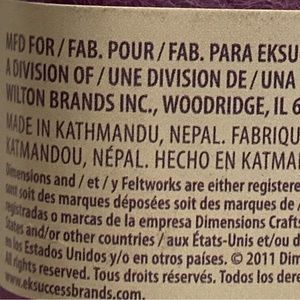 MFD FOR / FAB. POUR / FAB. PARA EKSU
A DIVISION OF / UNE DIVISION DE / UNA
WILTON BRANDS INC., WOODRIDGE, IL 6
MADE IN KATHMANDU, NEPAL. FABRIQU
KATMANDOU, NÉPAL. HECHO EN KATMA
Dimensions and / et / y Feltworks are either registere
sont soit des marques déposées soit des marques de
registradas o marcas de la empresa Dimensions Crafts
States and/or other countries / aux États-Unis et/ou d
en los Estados Unidos y/o en otros países. © 2011 Dim
All rights reserved. Tous droits réservés. Todos los dere
www.eksuccessbrands.com.